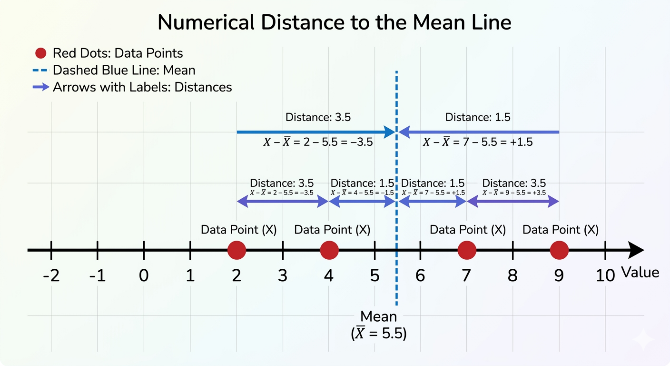 Numerical Distance to the Mean Line
Red Dots: Data Points
Dashed Blue Line: Mean
Arrows with Labels: Distances
Distance: 3.5 Distance: 1.5
X − X̅ = 2 − 5.5 = −3.5 X − X̅ = 7 − 5.5 = +1.5
Distance: 3.5 Distance: 1.5 Distance: 1.5 Distance: 3.5
X − X̅ = 2 − 5.5 = −3.5 X − X̅ = 4 − 5.5 = −1.5 X − X̅ = 7 − 5.5 = +1.5 X − X̅ = 9 − 5.5 = +3.5
Data Point (X) Data Point (X) Data Point (X) Data Point (X)
-2 -1 0 1 2 3 4 5 6 7 8 9 10 Value
Mean
(X̅ = 5.5)